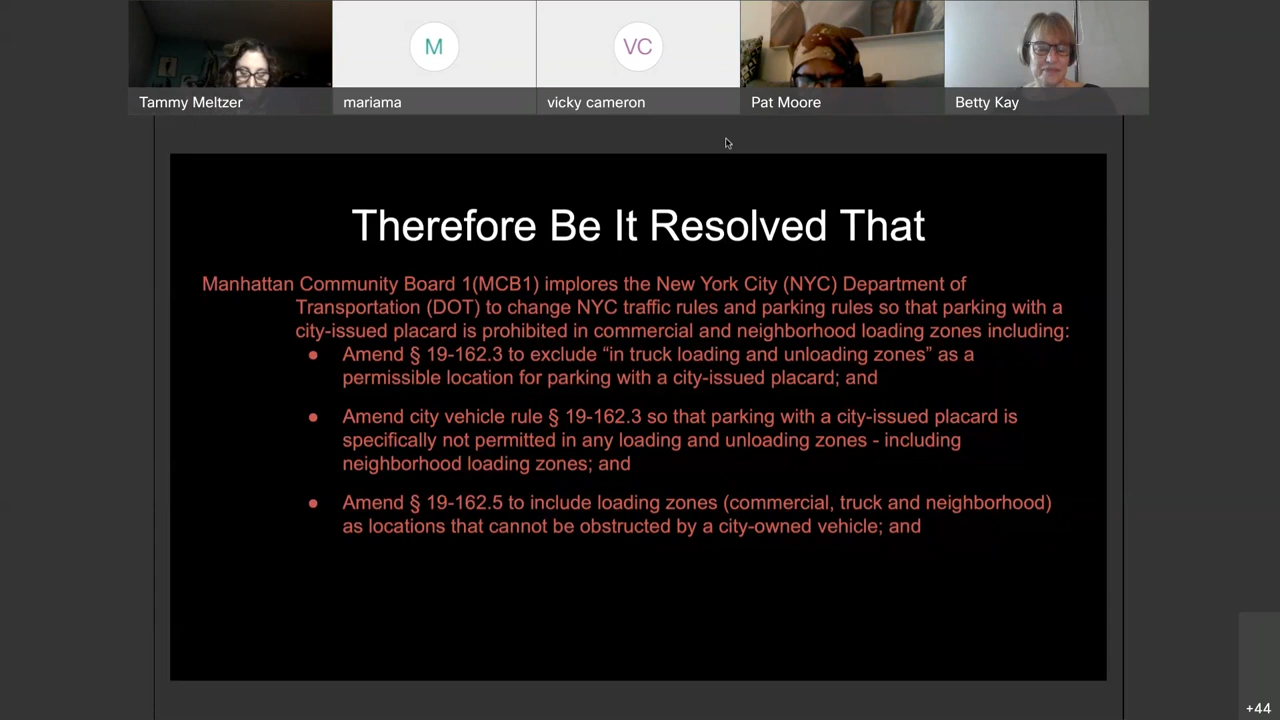 M
VC
Tammy Meltzer
mariama
vicky cameron
Pat Moore
Betty Kay
Therefore Be It Resolved That
Manhattan Community Board 1(MCB1) implores the New York City (NYC) Department of
Transportation (DOT) to change NYC traffic rules and parking rules so that parking with a
city-issued placard is prohibited in commercial and neighborhood loading zones including:
● Amend § 19-162.3 to exclude “in truck loading and unloading zones” as a
permissible location for parking with a city-issued placard; and
● Amend city vehicle rule § 19-162.3 so that parking with a city-issued placard is
specifically not permitted in any loading and unloading zones - including
neighborhood loading zones; and
● Amend § 19-162.5 to include loading zones (commercial, truck and neighborhood)
as locations that cannot be obstructed by a city-owned vehicle; and
+44